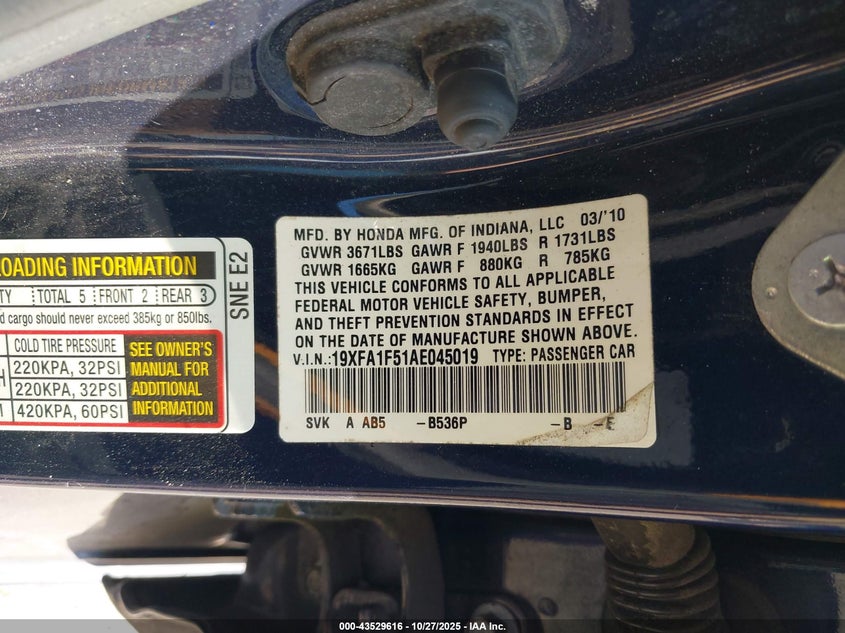 LOADING INFORMATION
TOTAL 5 FRONT 2 REAR 3
cargo should never exceed 385kg or 850lbs.
COLD TIRE PRESSURE
220KPA, 32PSI
220KPA, 32PSI
420KPA, 60PSI
SEE OWNER'S
MANUAL FOR
ADDITIONAL
INFORMATION
SNE E2
MFD. BY HONDA MFG. OF INDIANA, LLC 03/'10
GVWR 3671LBS GAWR F 1940LBS R 1731LBS
GVWR 1665KG GAWR F 880KG R 785KG
THIS VEHICLE CONFORMS TO ALL APPLICABLE
FEDERAL MOTOR VEHICLE SAFETY, BUMPER,
AND THEFT PREVENTION STANDARDS IN EFFECT
ON THE DATE OF MANUFACTURE SHOWN ABOVE.
V.I.N.:19XFA1F51AE045019 TYPE: PASSENGER CAR
SVK A AB5 -B536P -B -E
000-43529616 - 10/27/2025 - IAA Inc.